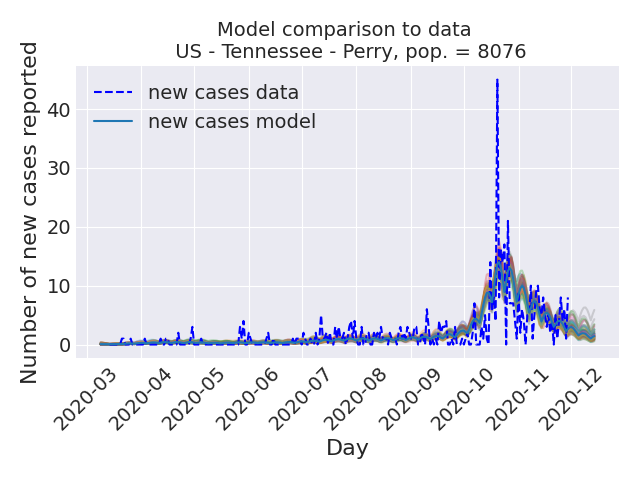 Model comparison to data
US - Tennessee - Perry, pop. = 8076
Number of new cases reported
new cases data
new cases model
40
30
20
10
0
2020-03
2020-04
2020-05
2020-06
2020-07
2020-08
2020-09
2020-10
2020-11
2020-12
Day